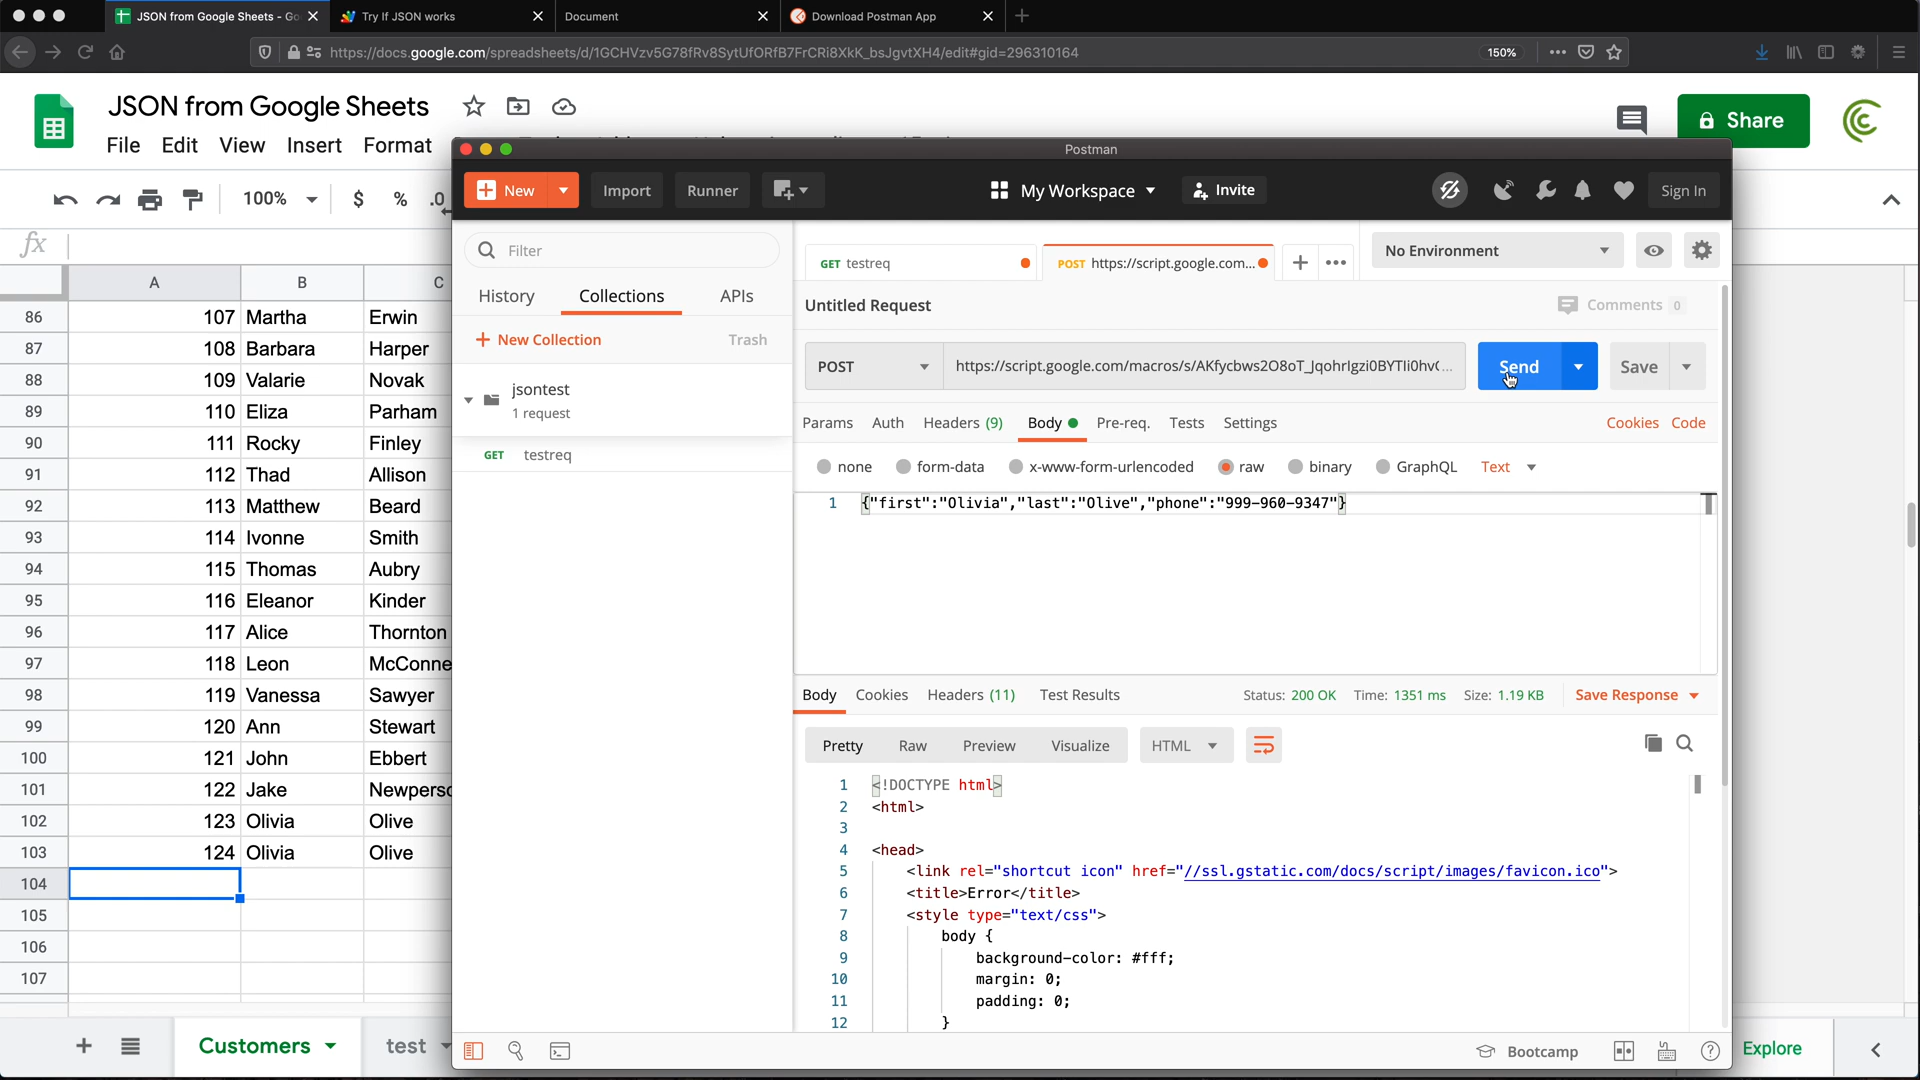 JSON from Google Sheets - Go
Try If JSON works
Document
Download Postman App
https://docs.google.com/spreadsheets/d/1GCHVzv5G78fRv8SytUfORfB7FrCRi8XkK_bsJgvtXH4/edit#gid=296310164
150%
JSON from Google Sheets
File Edit View Insert Format
Share
100% $ % .0
fx
A B C
86 107 Martha Erwin
87 108 Barbara Harper
88 109 Valarie Novak
89 110 Eliza Parham
90 111 Rocky Finley
91 112 Thad Allison
92 113 Matthew Beard
93 114 Ivonne Smith
94 115 Thomas Aubry
95 116 Eleanor Kinder
96 117 Alice Thornton
97 118 Leon McConne
98 119 Vanessa Sawyer
99 120 Ann Stewart
100 121 John Ebbert
101 122 Jake Newperso
102 123 Olivia Olive
103 124 Olivia Olive
104
105
106
107
Customers test
Explore
Postman
New Import Runner My Workspace Invite Sign In
Filter
History Collections APIs
+ New Collection Trash
jsontest
1 request
GET testreq
GET testreq
POST https://script.google.com...
No Environment
Untitled Request
Comments 0
POST https://script.google.com/macros/s/AKfycbws2O8oT_JqohrIgzi0BYTIi0hv(... Send Save
Params Auth Headers (9) Body Pre-req. Tests Settings Cookies Code
none form-data x-www-form-urlencoded raw binary GraphQL Text
1 {"first":"Olivia","last":"Olive","phone":"999-960-9347"}
Body Cookies Headers (11) Test Results Status: 200 OK Time: 1351 ms Size: 1.19 KB Save Response
Pretty Raw Preview Visualize HTML
1 <!DOCTYPE html>
2 <html>
3
4 <head>
5 <link rel="shortcut icon" href="//ssl.gstatic.com/docs/script/images/favicon.ico">
6 <title>Error</title>
7 <style type="text/css">
8 body {
9 background-color: #fff;
10 margin: 0;
11 padding: 0;
12 }
Bootcamp